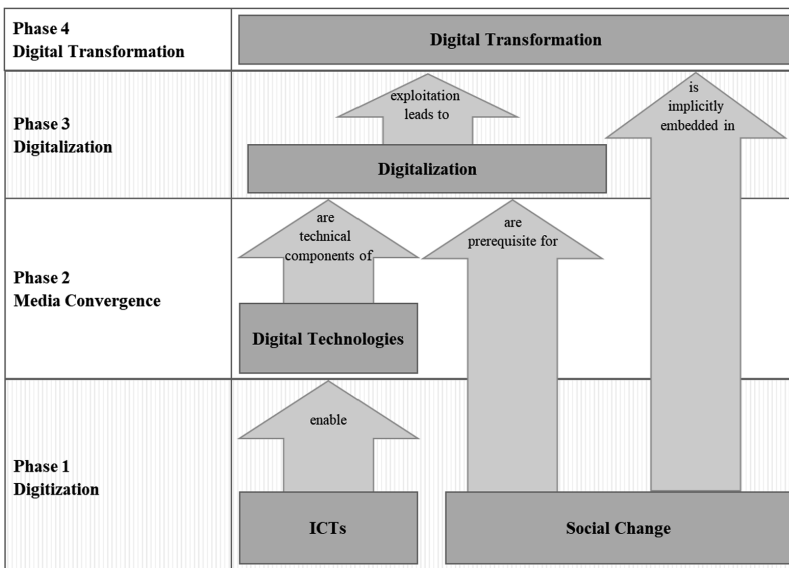 Phase 4
Digital Transformation
Digital Transformation
exploitation
leads to
is
implicitly
embedded in
Phase 3
Digitalization
Digitalization
are
technical
components of
are
prerequisite for
Phase 2
Media Convergence
Digital Technologies
enable
Phase 1
Digitization
ICTs
Social Change